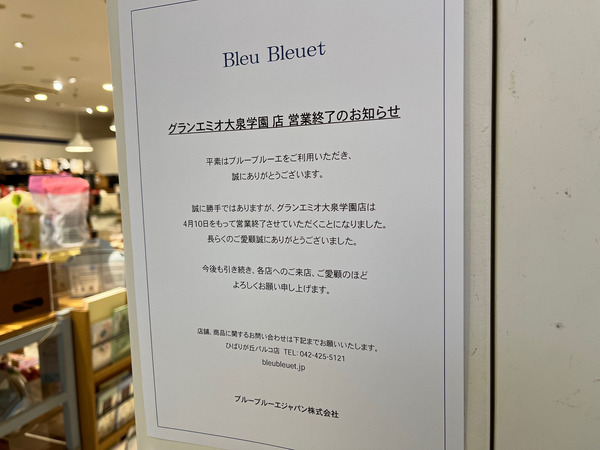 Bleu Bleuet
グランエミオ大泉学園 店 営業終了のお知らせ
平素はブルーブルーエをご利用いただき、
誠にありがとうございます。
誠に勝手ではありますが、グランエミオ大泉学園店は
4月10日をもって営業終了させていただくことになりました。
長らくのご愛顧誠にありがとうございました。
今後も引き続き、各店へのご来店、ご愛顧のほど
よろしくお願い申し上げます。
店舗、商品に関するお問い合わせは下記までお願いいたします。
ひばりが丘パルコ店 TEL：042-425-5121
bleubleuet.jp
ブルーブルーエジャパン株式会社